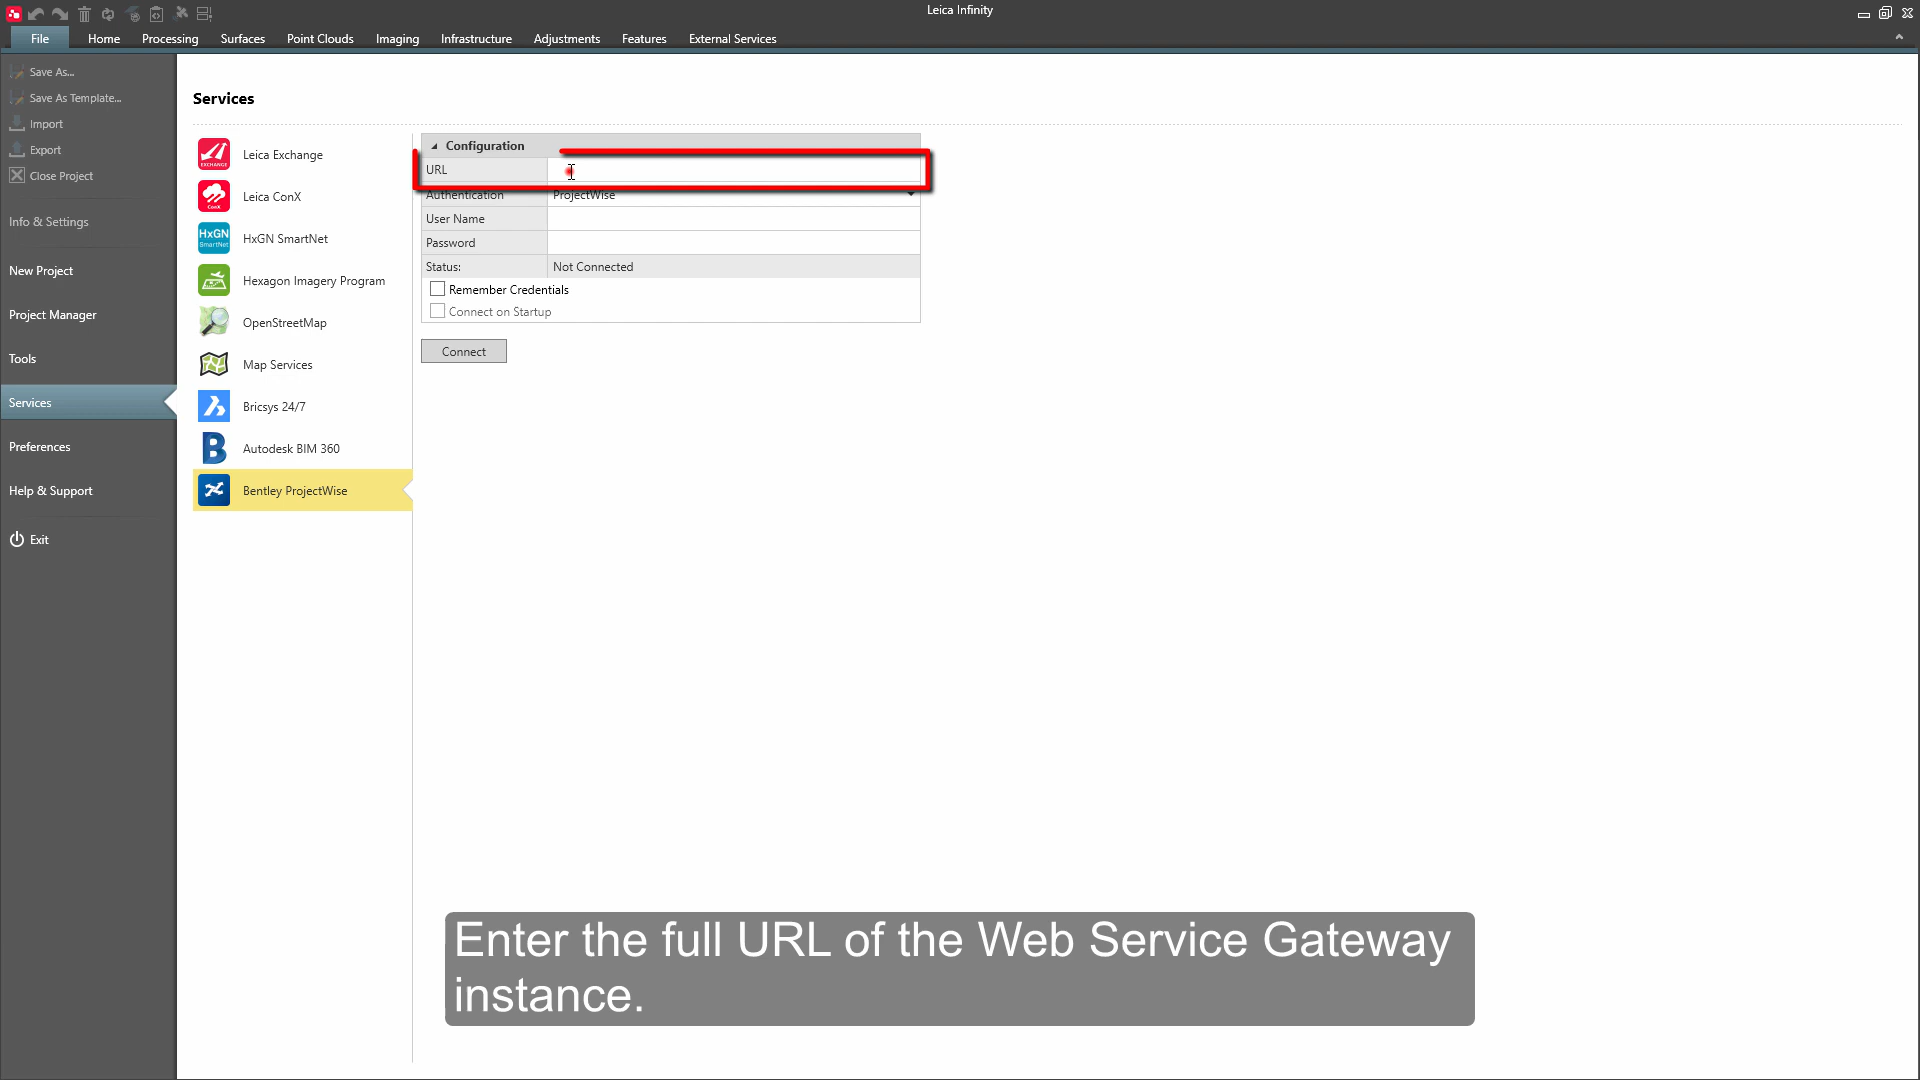 Leica Infinity
File
Home
Processing
Surfaces
Point Clouds
Imaging
Infrastructure
Adjustments
Features
External Services
Save As...
Save As Template...
Import
Export
Close Project
Info & Settings
New Project
Project Manager
Tools
Services
Preferences
Help & Support
Exit
Services
EXCHANGE
Leica Exchange
ConX
Leica ConX
HxGN
SmartNet
HxGN SmartNet
Hexagon Imagery Program
OpenStreetMap
Map Services
Bricsys 24/7
B
Autodesk BIM 360
Bentley ProjectWise
Configuration
URL
Authentication ProjectWise
User Name
Password
Status: Not Connected
Remember Credentials
Connect on Startup
Connect
Enter the full URL of the Web Service Gateway
instance.